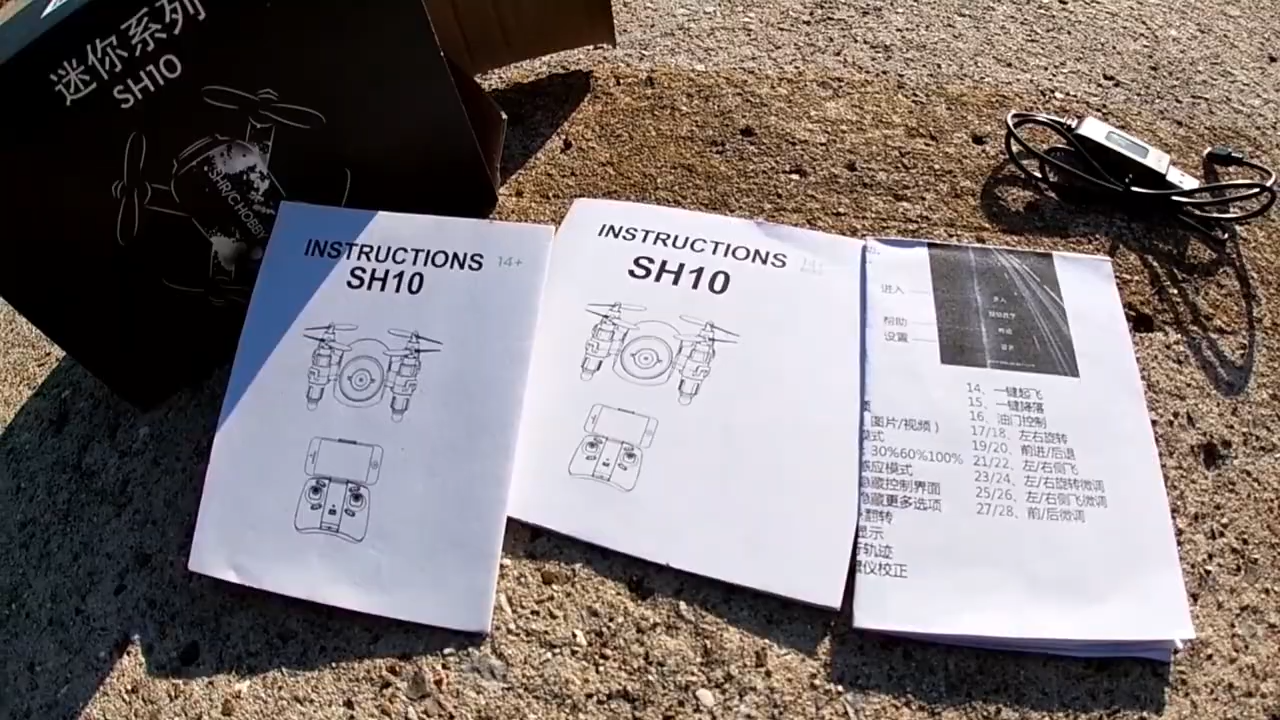 迷你系列
SH10
SHR/C HOBBY
INSTRUCTIONS 14+
SH10
INSTRUCTIONS
SH10
进入
帮助
设置
(图片/视频)
模式
30%60%100%
感应模式
隐藏控制界面
隐藏更多选项
翻转
显示
轨迹
仪校正
14、一键起飞
15、一键降落
16、油门控制
17/18、左右旋转
19/20、前进/后退
21/22、左/右侧飞
23/24、左/右旋转微调
25/26、左/右侧飞微调
27/28、前/后微调